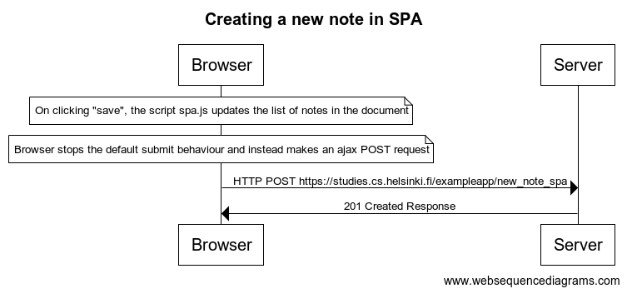 Creating a new note in SPA
Browser
Server
On clicking "save", the script spa.js updates the list of notes in the document
Browser stops the default submit behaviour and instead makes an ajax POST request
HTTP POST https://studies.cs.helsinki.fi/exampleapp/new_note_spa
201 Created Response
Browser
Server
www.websequencediagrams.com